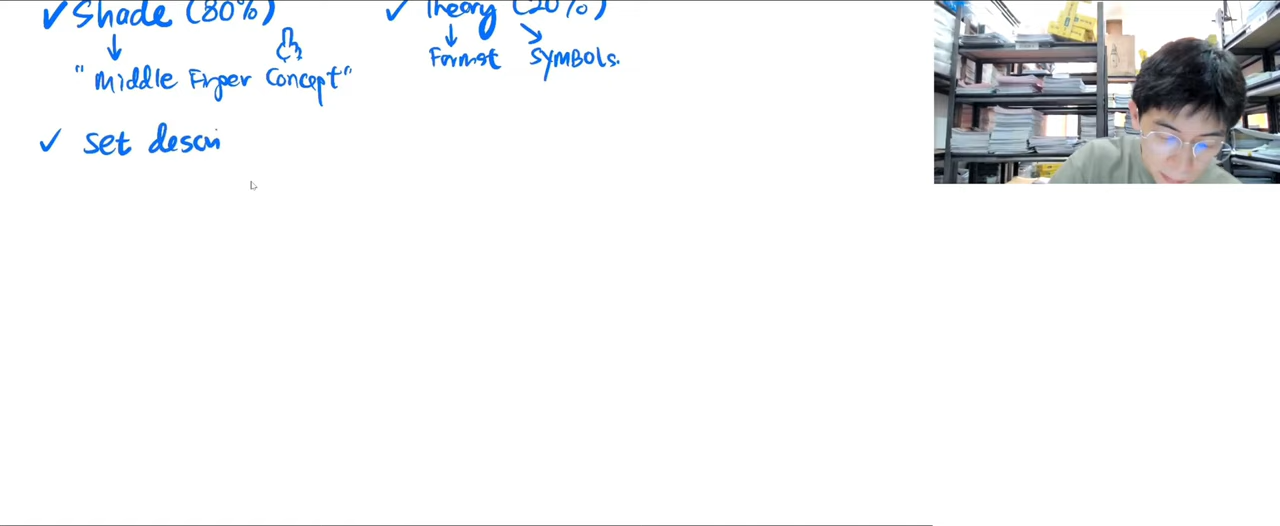 ✓ Shade (80%)
✓ Theory (20%)
↓
↓ ↘
"Middle Finger Concept"
Format SYMBOLS.
✓ set descri